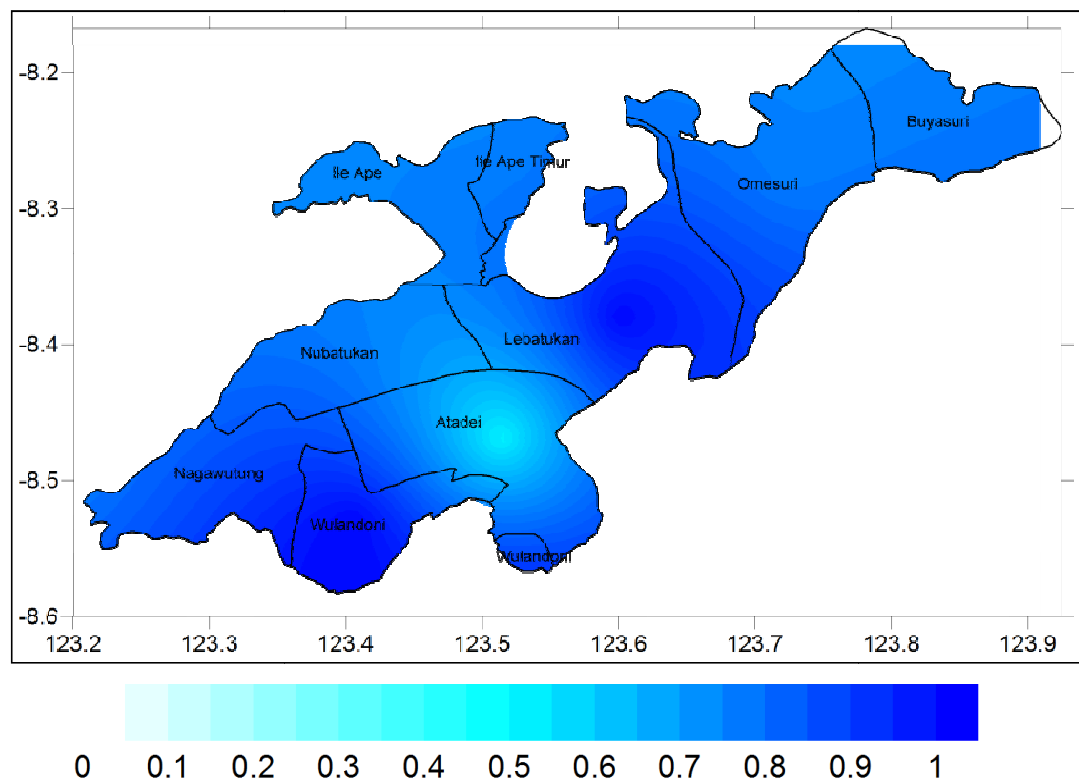 -8.2
Buyasuri
Ile Ape Timur
Ile Ape
Omesuri
-8.3
Lebatukan
-8.4
Nubatukan
Atadei
Nagawutung
-8.5
Wulandoni
Wulandoni
-8.6
123.2 123.3 123.4 123.5 123.6 123.7 123.8 123.9
0 0.1 0.2 0.3 0.4 0.5 0.6 0.7 0.8 0.9 1